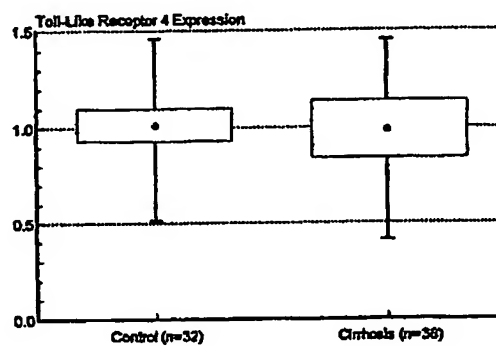 Toll-Like Receptor 4 Expression
1.5
1.0
0.5
0.0
Control (n=32)
Cirrhosis (n=36)